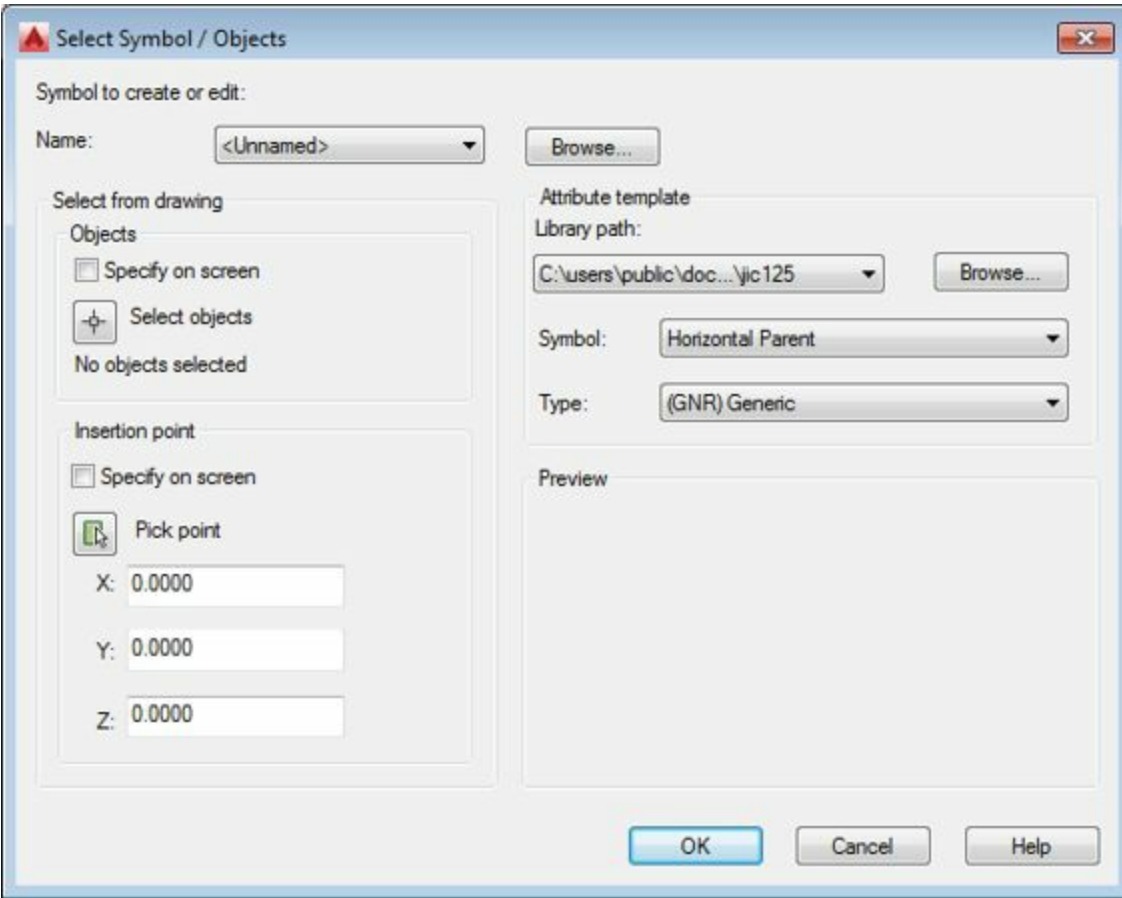 Select Symbol / Objects
Symbol to create or edit:
Name:
<Unnamed>
Browse...
Select from drawing
Objects
Specify on screen
Select objects
No objects selected
Insertion point
Specify on screen
Pick point
X: 0.0000
Y: 0.0000
Z: 0.0000
Attribute template
Library path:
C:\users\public\doc...\jic125
Browse...
Symbol: Horizontal Parent
Type: (GNR) Generic
Preview
OK
Cancel
Help